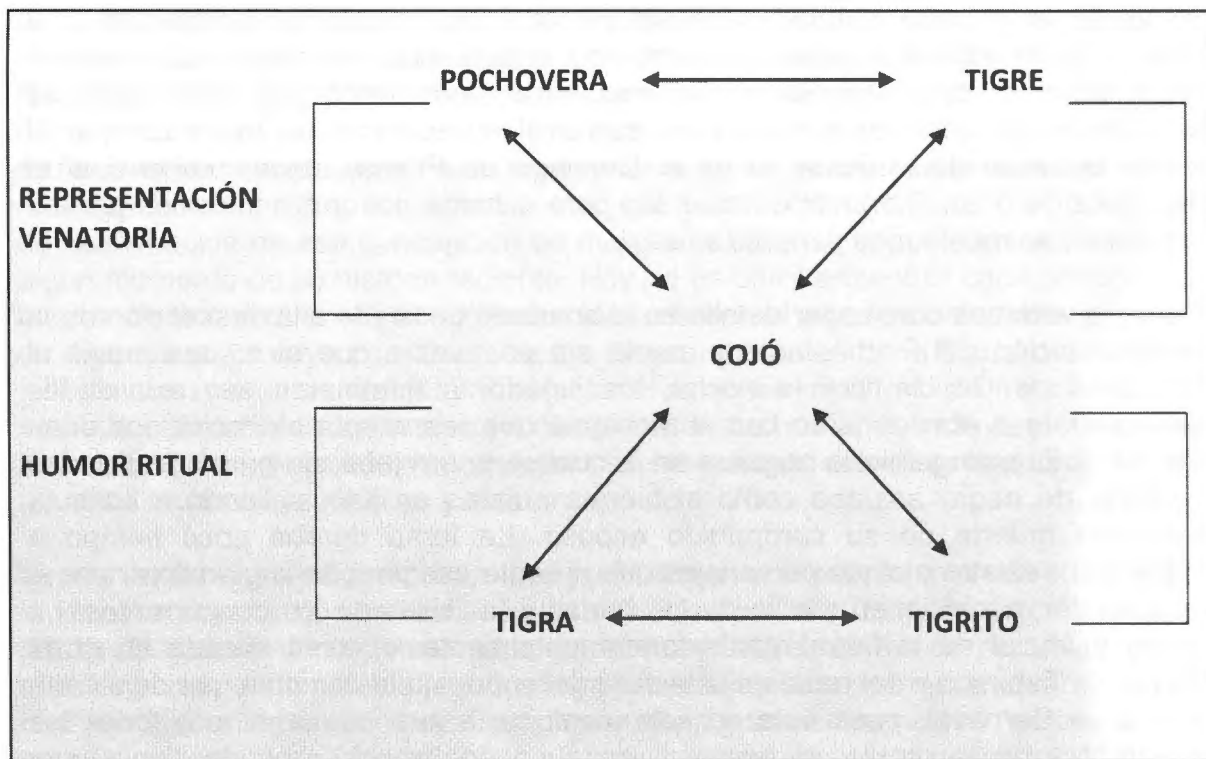 POCHOVERA TIGRE
REPRESENTACIÓN
VENATORIA
COJÓ
HUMOR RITUAL
TIGRA TIGRITO